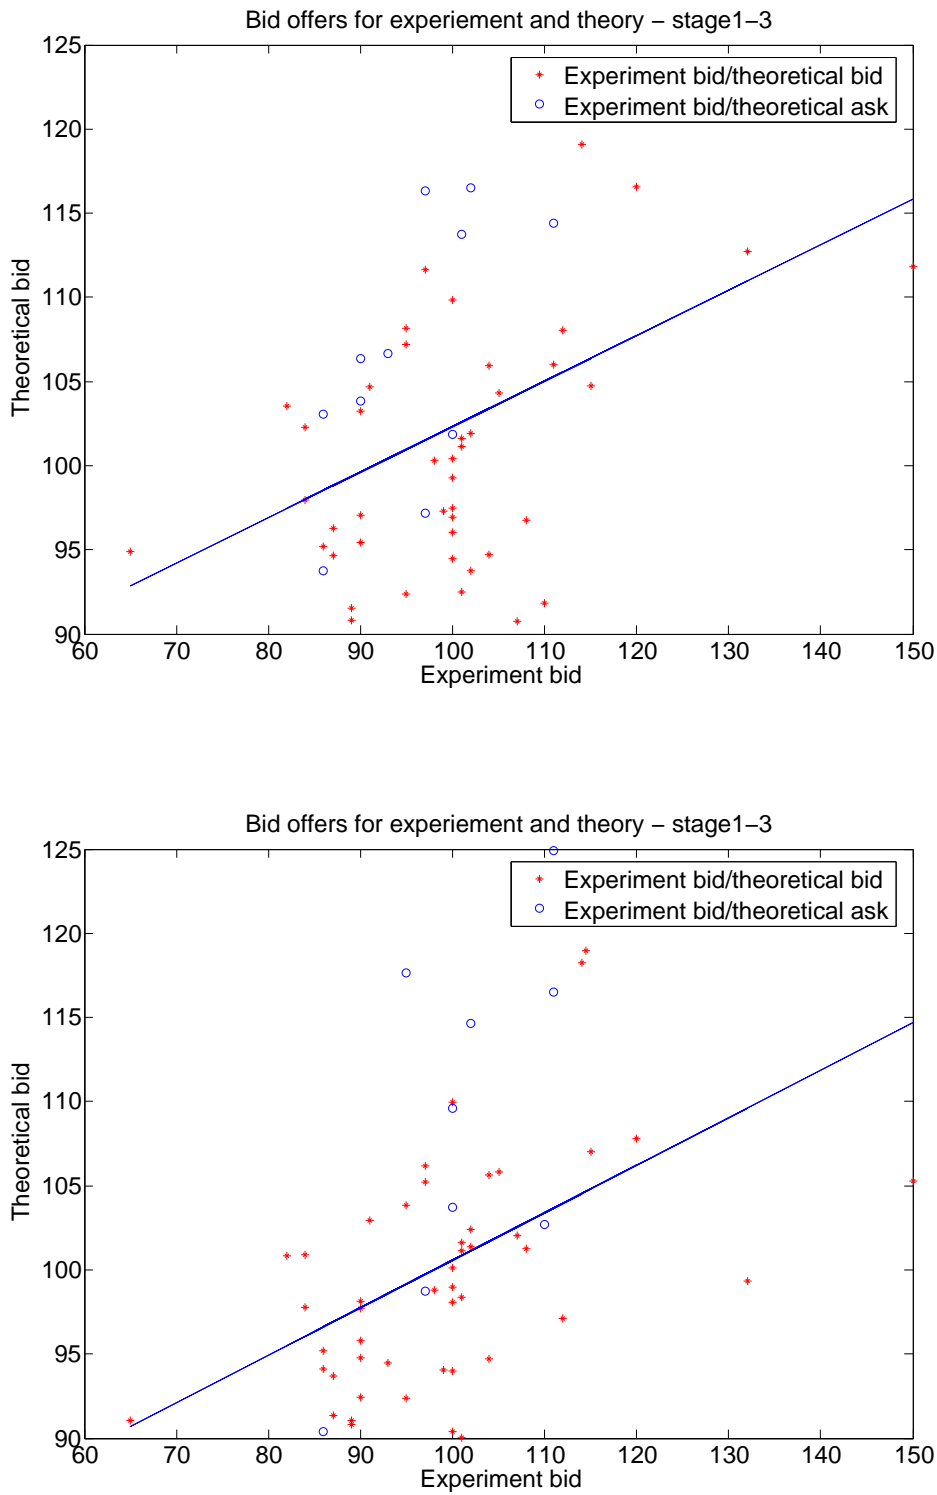 Bid offers for experiement and theory – stage1–3
125
120
115
110
105
100
95
90
Theoretical bid
Experiment bid/theoretical bid
Experiment bid/theoretical ask
60 70 80 90 100 110 120 130 140 150
Experiment bid
Bid offers for experiement and theory – stage1–3
125
120
115
110
105
100
95
90
Theoretical bid
Experiment bid/theoretical bid
Experiment bid/theoretical ask
60 70 80 90 100 110 120 130 140 150
Experiment bid